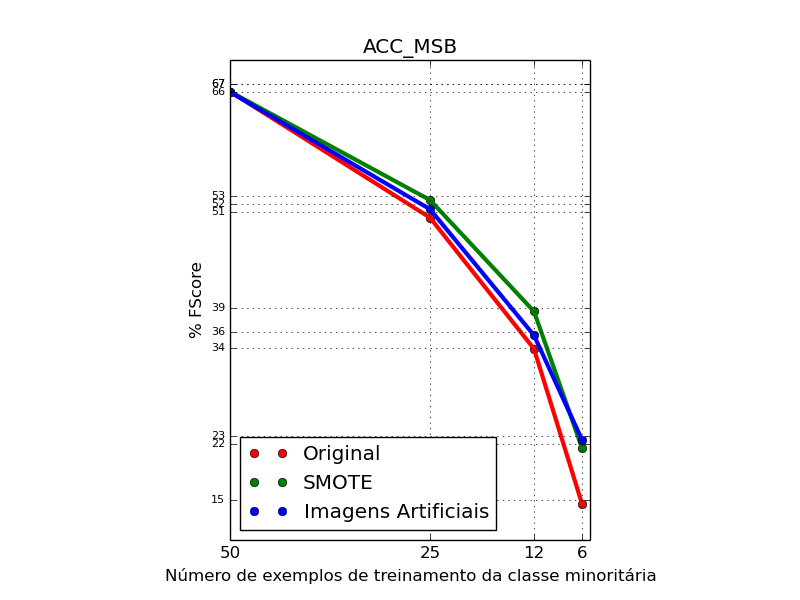 ACC_MSB
67
66
53
52
51
39
36
34
23
22
15
% FScore
Original
SMOTE
Imagens Artificiais
50 25 12 6
Número de exemplos de treinamento da classe minoritária